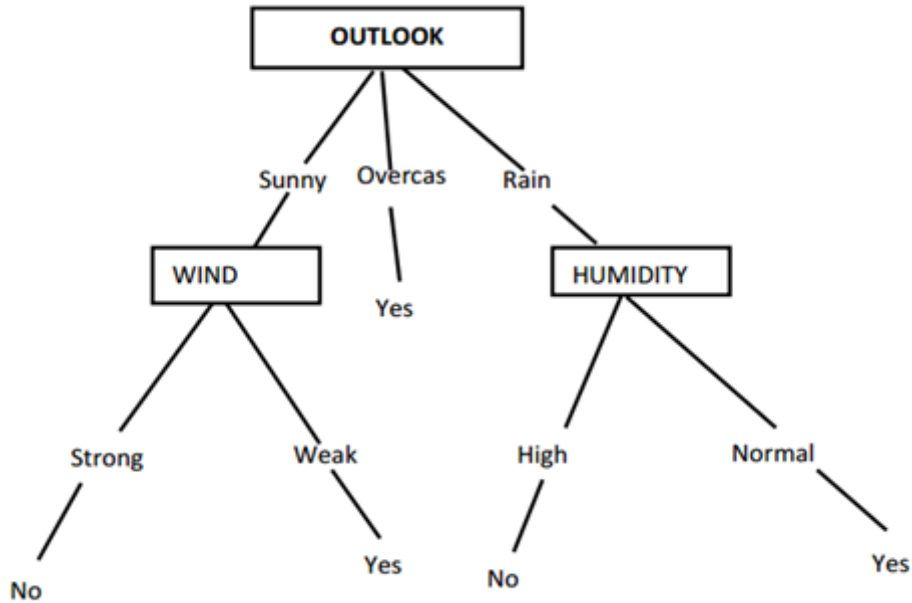 OUTLOOK
Sunny Overcas Rain
WIND HUMIDITY
Yes
Strong Weak High Normal
No Yes No Yes